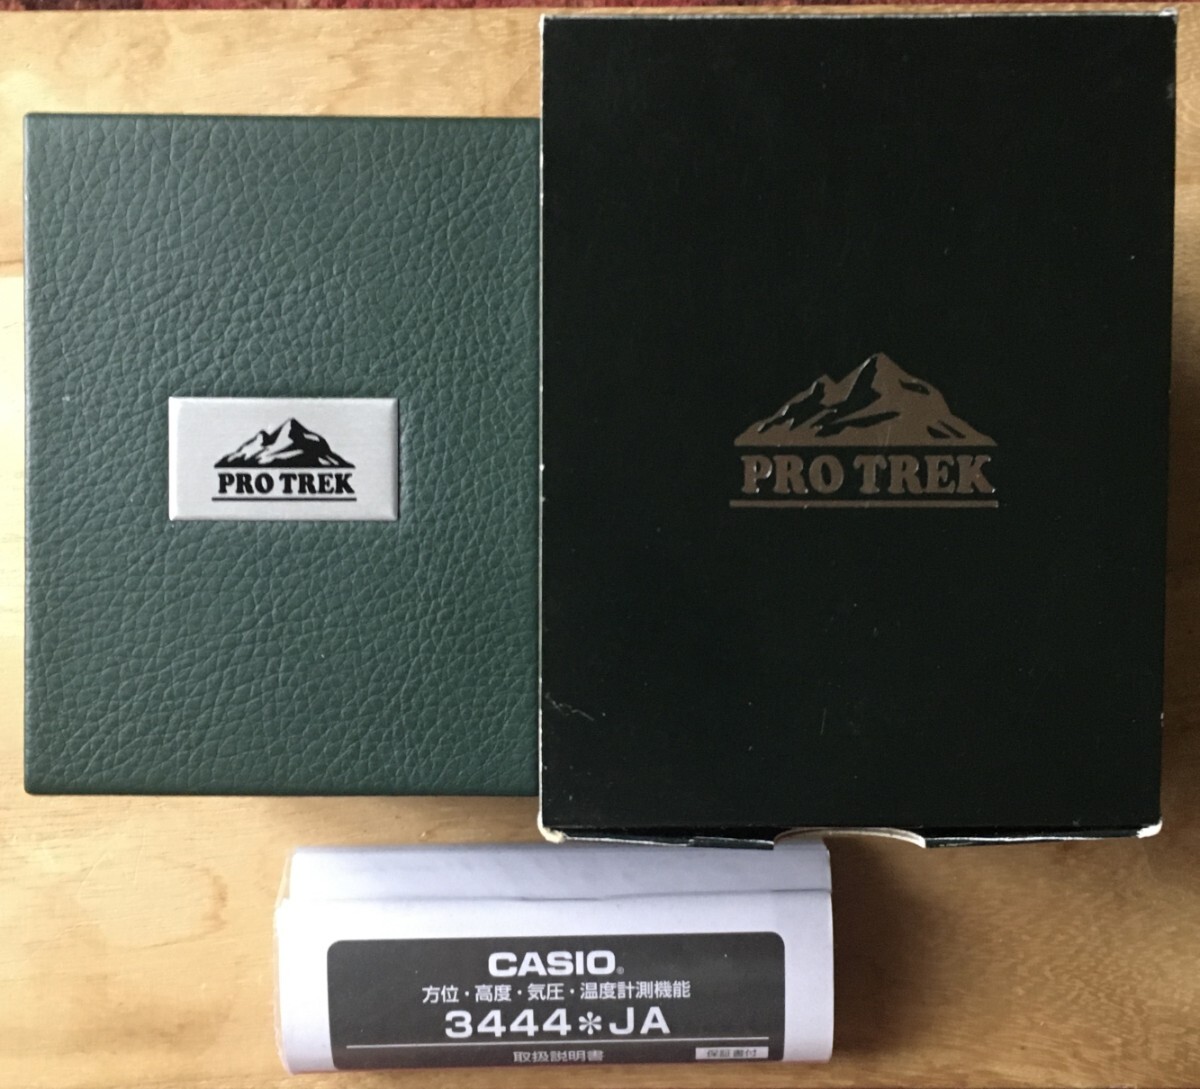 PRO TREK
PRO TREK
CASIO®
方位・高度・気圧・温度計測機能
3444*JA
取扱説明書
保証書付